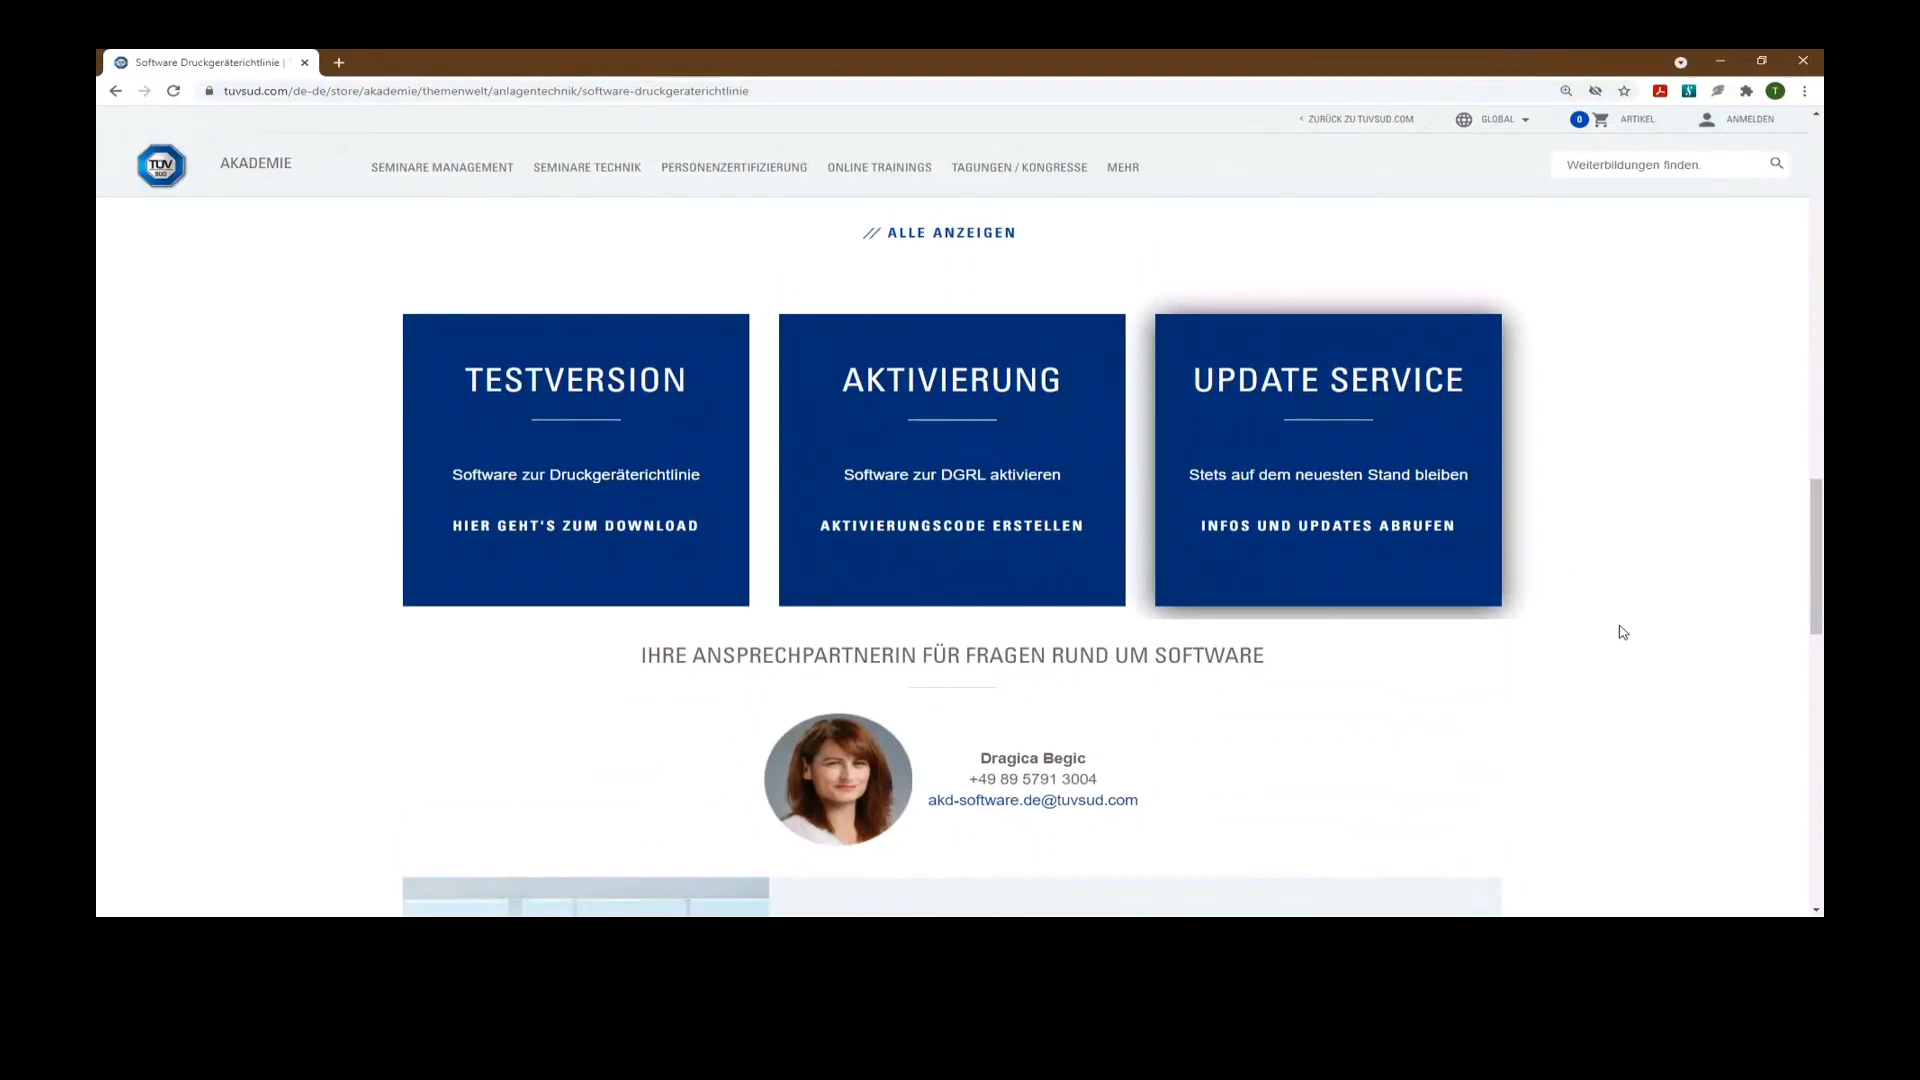 Software Druckgeräterichtlinie |
tuvsud.com/de-de/store/akademie/themenwelt/anlagentechnik/software-druckgeraterichtlinie
T
< ZURÜCK ZU TUVSUD.COM
GLOBAL
0
ARTIKEL
ANMELDEN
TÜV
SÜD
AKADEMIE
SEMINARE MANAGEMENT
SEMINARE TECHNIK
PERSONENZERTIFIZIERUNG
ONLINE TRAININGS
TAGUNGEN / KONGRESSE
MEHR
Weiterbildungen finden.
// ALLE ANZEIGEN
TESTVERSION
Software zur Druckgeräterichtlinie
HIER GEHT'S ZUM DOWNLOAD
AKTIVIERUNG
Software zur DGRL aktivieren
AKTIVIERUNGSCODE ERSTELLEN
UPDATE SERVICE
Stets auf dem neuesten Stand bleiben
INFOS UND UPDATES ABRUFEN
IHRE ANSPRECHPARTNERIN FÜR FRAGEN RUND UM SOFTWARE
Dragica Begic
+49 89 5791 3004
akd-software.de@tuvsud.com